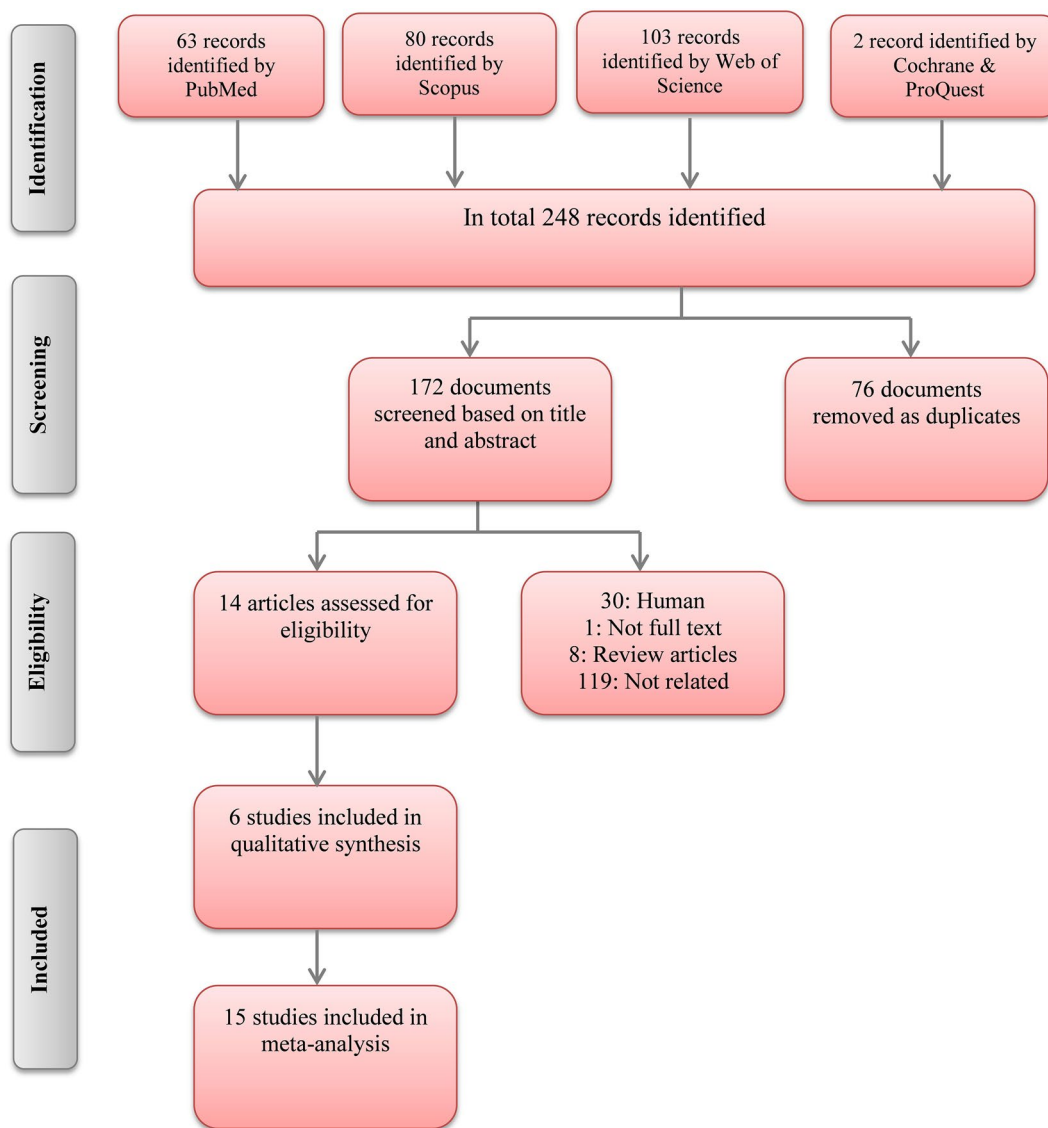 Identification
63 records
identified by
PubMed
80 records
identified by
Scopus
103 records
identified by Web of
Science
2 record identified by
Cochrane &
ProQuest
In total 248 records identified
Screening
172 documents
screened based on title
and abstract
76 documents
removed as duplicates
Eligibility
14 articles assessed for
eligibility
30: Human
1: Not full text
8: Review articles
119: Not related
Included
6 studies included in
qualitative synthesis
15 studies included in
meta-analysis